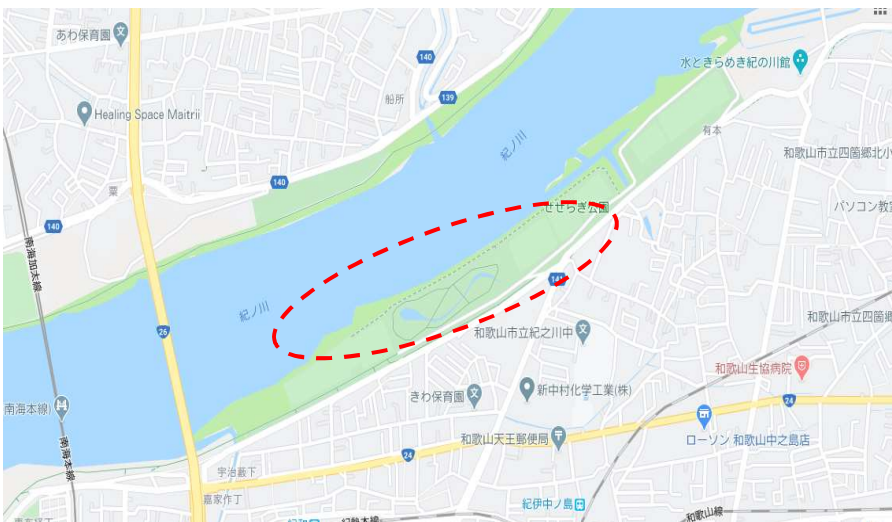 あわ保育園
140
水ときらめき紀の川館
船所
139
Healing Space Maitrii
紀ノ川
有本
和歌山市立四箇郷北小
140
粟
せせらぎ公園
パソコン教
140
南海加太線
141
紀ノ川
26
和歌山市立紀之川中
和歌山市立四箇郷
和歌山生協病院
きわ保育園
新中村化学工業(株)
24
南海本線)
ローソン 和歌山中之島店
和歌山天王郵便局
南海本線
24
宇治藪下
嘉家作丁
紀伊中ノ島
和歌山線
紀勢本線